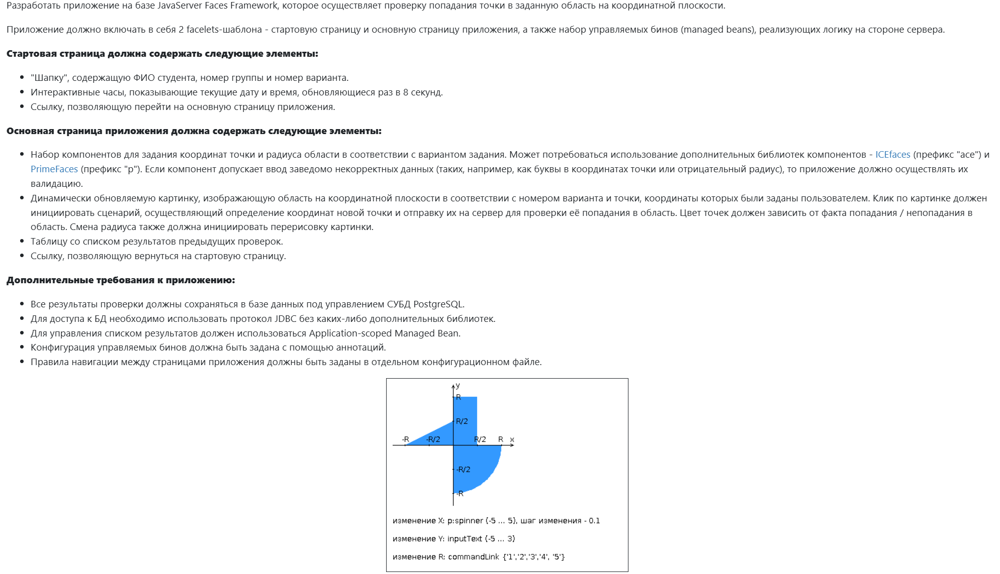 Разработать приложение на базе JavaServer Faces Framework, которое осуществляет проверку попадания точки в заданную область на координатной плоскости.
Приложение должно включать в себя 2 facelets-шаблона - стартовую страницу и основную страницу приложения, а также набор управляемых бинов (managed beans), реализующих логику на стороне сервера.
Стартовая страница должна содержать следующие элементы:
"Шапку", содержащую ФИО студента, номер группы и номер варианта.
Интерактивные часы, показывающие текущие дату и время, обновляющиеся раз в 8 секунд.
Ссылку, позволяющую перейти на основную страницу приложения.
Основная страница приложения должна содержать следующие элементы:
Набор компонентов для задания координат точки и радиуса области в соответствии с вариантом задания. Может потребоваться использование дополнительных библиотек компонентов - ICEfaces (префикс "ace") и
PrimeFaces (префикс "p"). Если компонент допускает ввод заведомо некорректных данных (таких, например, как буквы в координатах точки или отрицательный радиус), то приложение должно осуществлять их
валидацию.
Динамически обновляемую картинку, изображающую область на координатной плоскости в соответствии с номером варианта и точки, координаты которых были заданы пользователем. Клик по картинке должен
инициировать сценарий, осуществляющий определение координат новой точки и отправку их на сервер для проверки её попадания в область. Цвет точек должен зависить от факта попадания / непопадания в
область. Смена радиуса также должна инициировать перерисовку картинки.
Таблицу со списком результатов предыдущих проверок.
Ссылку, позволяющую вернуться на стартовую страницу.
Дополнительные требования к приложению:
Все результаты проверки должны сохраняться в базе данных под управлением СУБД PostgreSQL.
Для доступа к БД необходимо использовать протокол JDBC без каких-либо дополнительных библиотек.
Для управления списком результатов должен использоваться Application-scoped Managed Bean.
Конфигурация управляемых бинов должна быть задана с помощью аннотаций.
Правила навигации между страницами приложения должны быть заданы в отдельном конфигурационном файле.
y
R
R/2
-R -R/2 R/2 R x
-R/2
-R
изменение X: p:spinner (-5 ... 5), шаг изменения - 0.1
изменение Y: inputText (-5 ... 3)
изменение R: commandLink {'1','2','3','4', '5'}